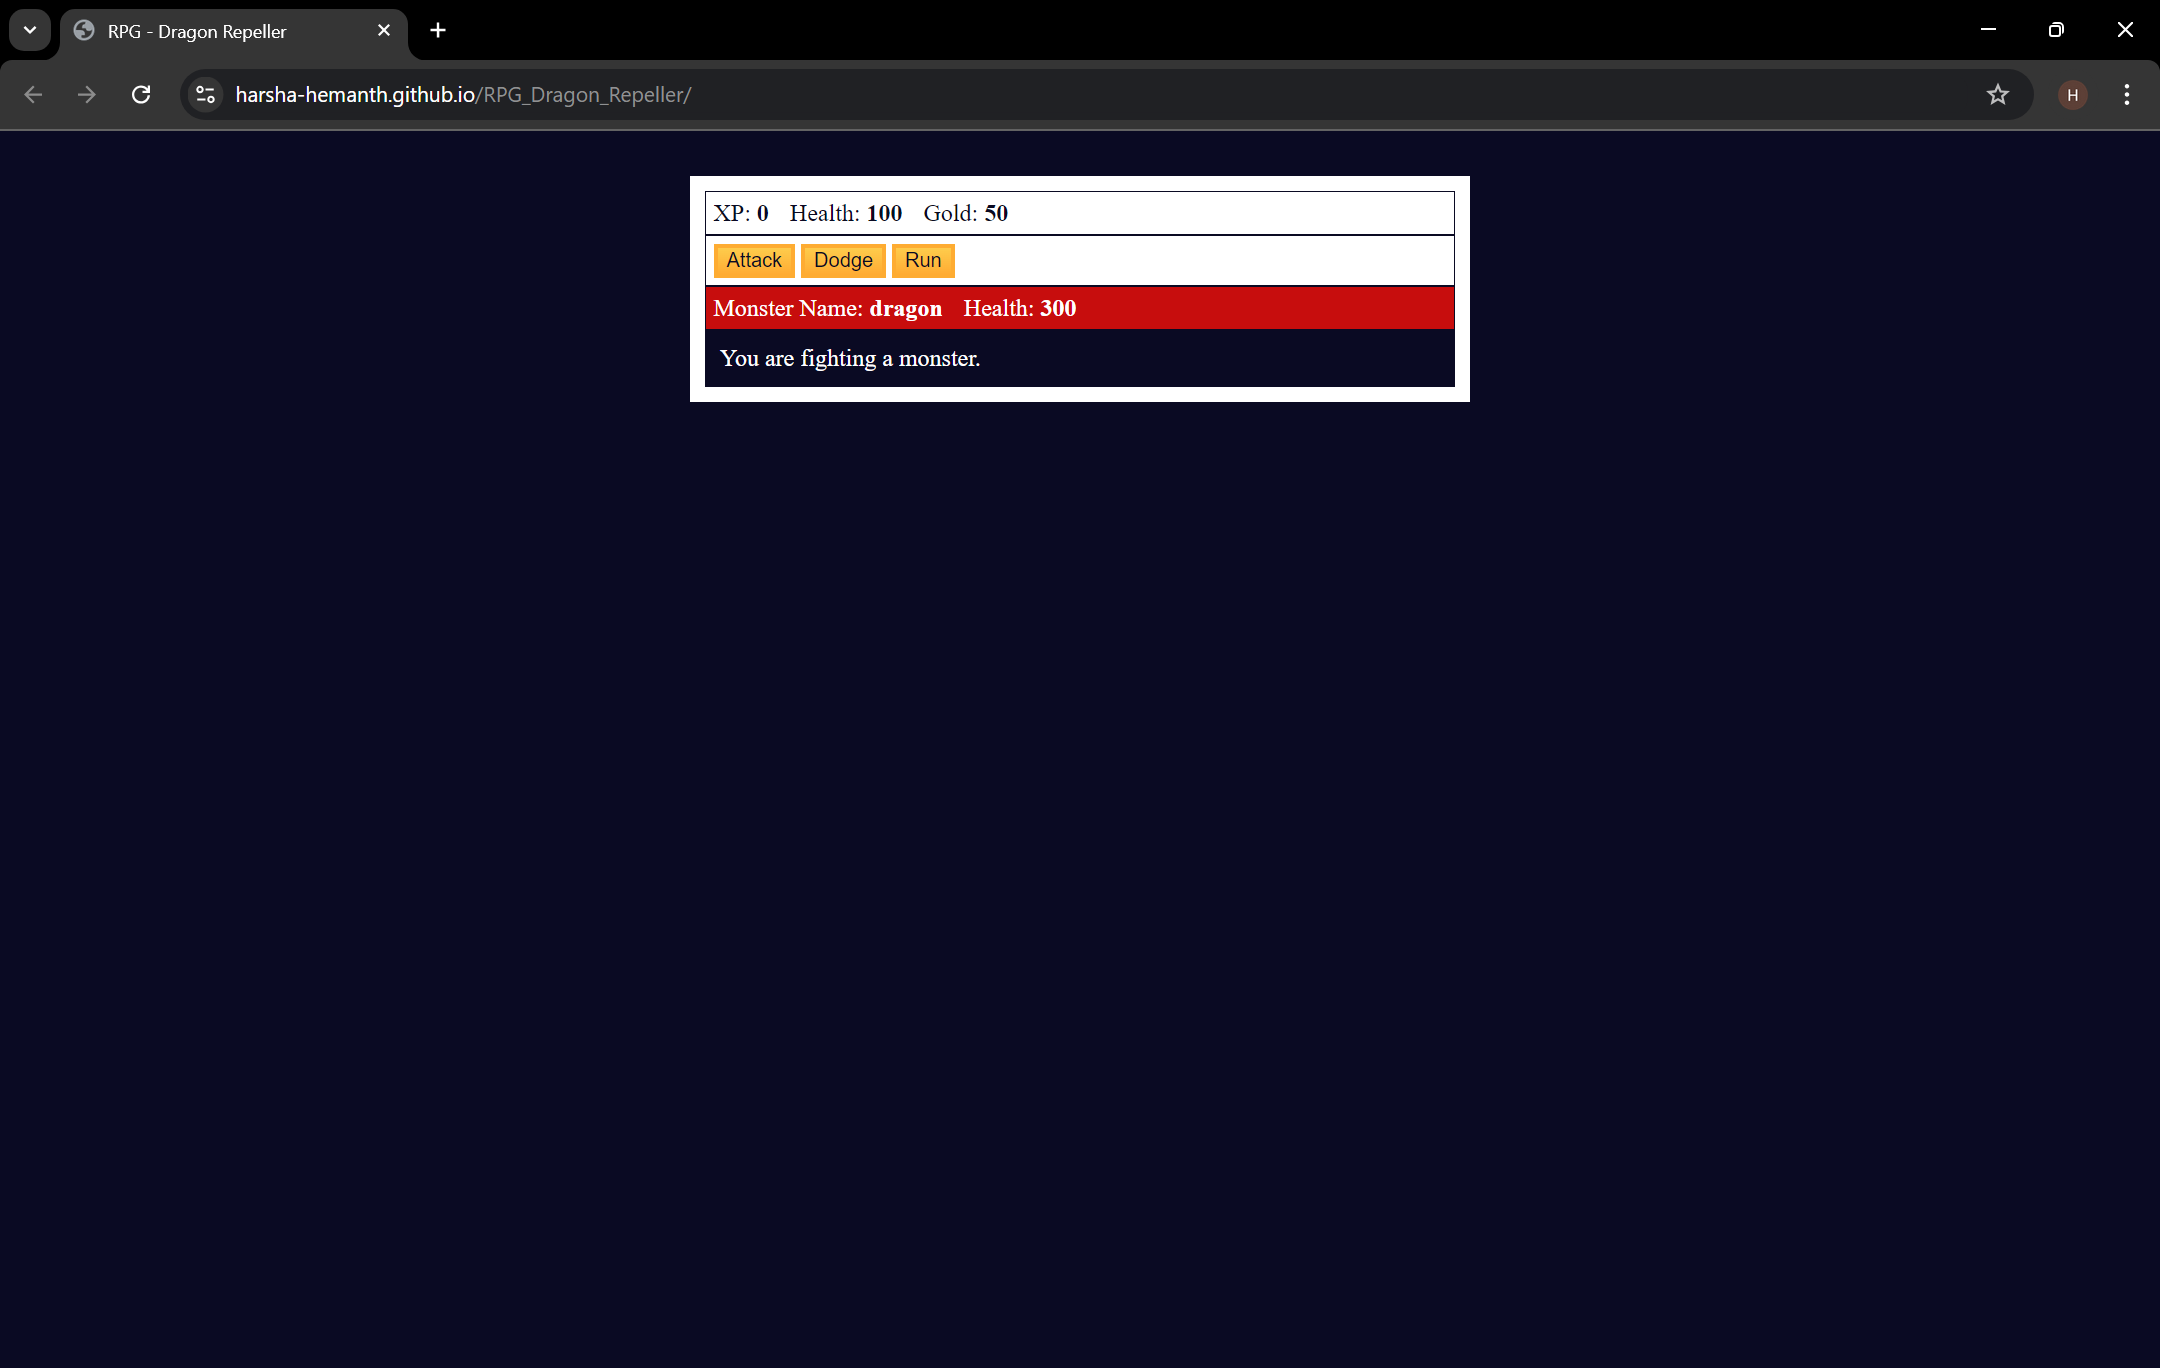 RPG - Dragon Repeller
harsha-hemanth.github.io/RPG_Dragon_Repeller/
H
XP: 0 Health: 100 Gold: 50
Attack Dodge Run
Monster Name: dragon Health: 300
You are fighting a monster.